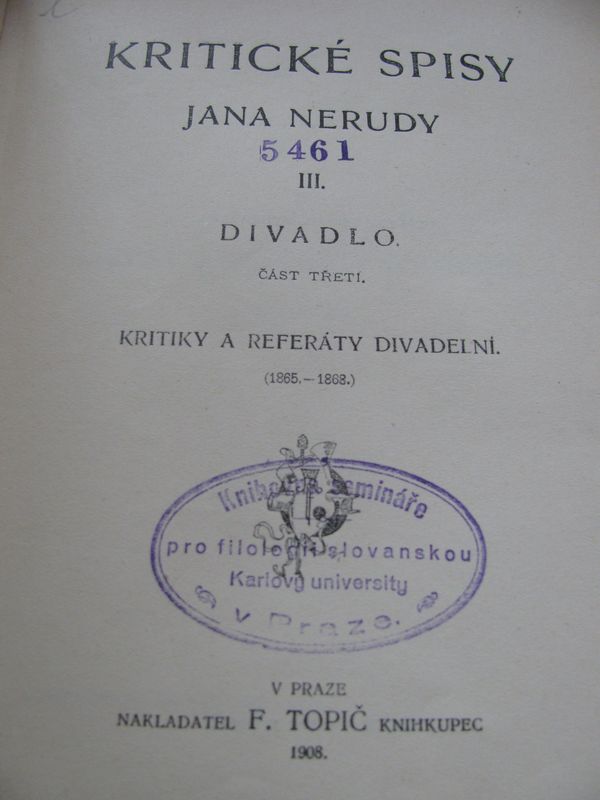 KRITICKÉ SPISY
JANA NERUDY
5461
III.
DIVADLO.
ČÁST TŘETÍ.
KRITIKY A REFERÁTY DIVADELNÍ.
(1865.–1868.)
Knihovna semináře
pro filologii slovanskou
Karlovy university
v Praze.
V PRAZE
NAKLADATEL F. TOPIČ KNIHKUPEC
1908.